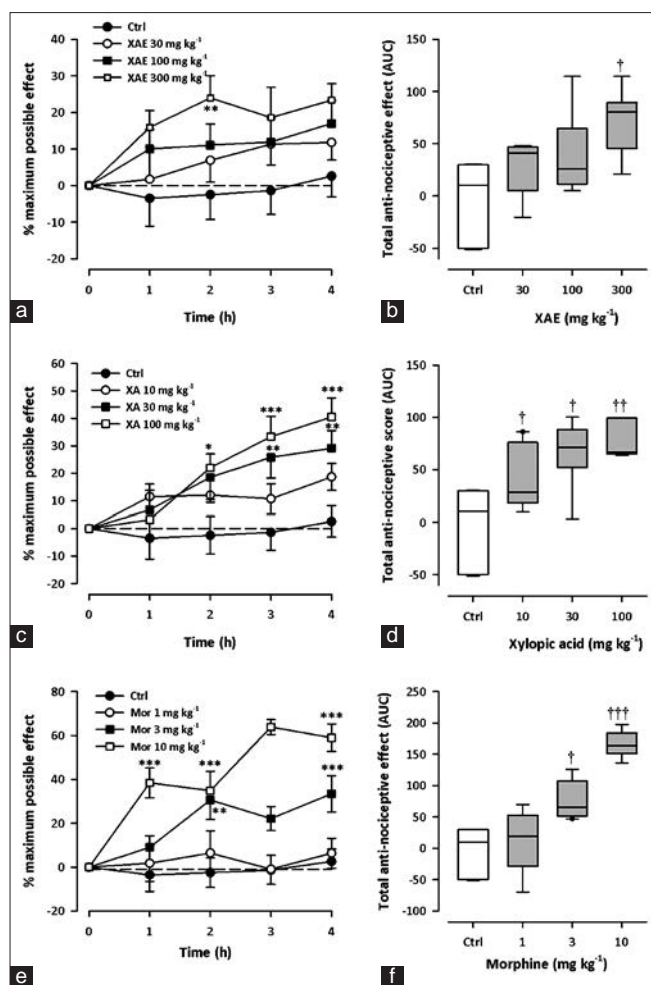 Ctrl
XAE 30 mg kg-1
XAE 100 mg kg-1
XAE 300 mg kg-1
% maximum possible effect
40
30
20
10
0
-10
-20
**
0 1 2 3 4
Time (h)
a
Total anti-nociceptive effect (AUC)
150
100
50
0
-50
†
Ctrl 30 100 300
XAE (mg kg-1)
b
Ctrl
XA 10 mg kg-1
XA 30 mg kg-1
XA 100 mg kg-1
% maximum possible effect
60
50
40
30
20
10
0
-10
-20
*
***
**
***
**
0 1 2 3 4
Time (h)
c
Total anti-nociceptive score (AUC)
150
100
50
0
-50
† † ††
Ctrl 10 30 100
Xylopic acid (mg kg-1)
d
Ctrl
Mor 1 mg kg-1
Mor 3 mg kg-1
Mor 10 mg kg-1
% maximum possible effect
80
60
40
20
0
-20
***
***
**
***
***
0 1 2 3 4
Time (h)
e
Total anti-nociceptive effect (AUC)
250
200
150
100
50
0
-50
-100
†
†††
Ctrl 1 3 10
Morphine (mg kg-1)
f